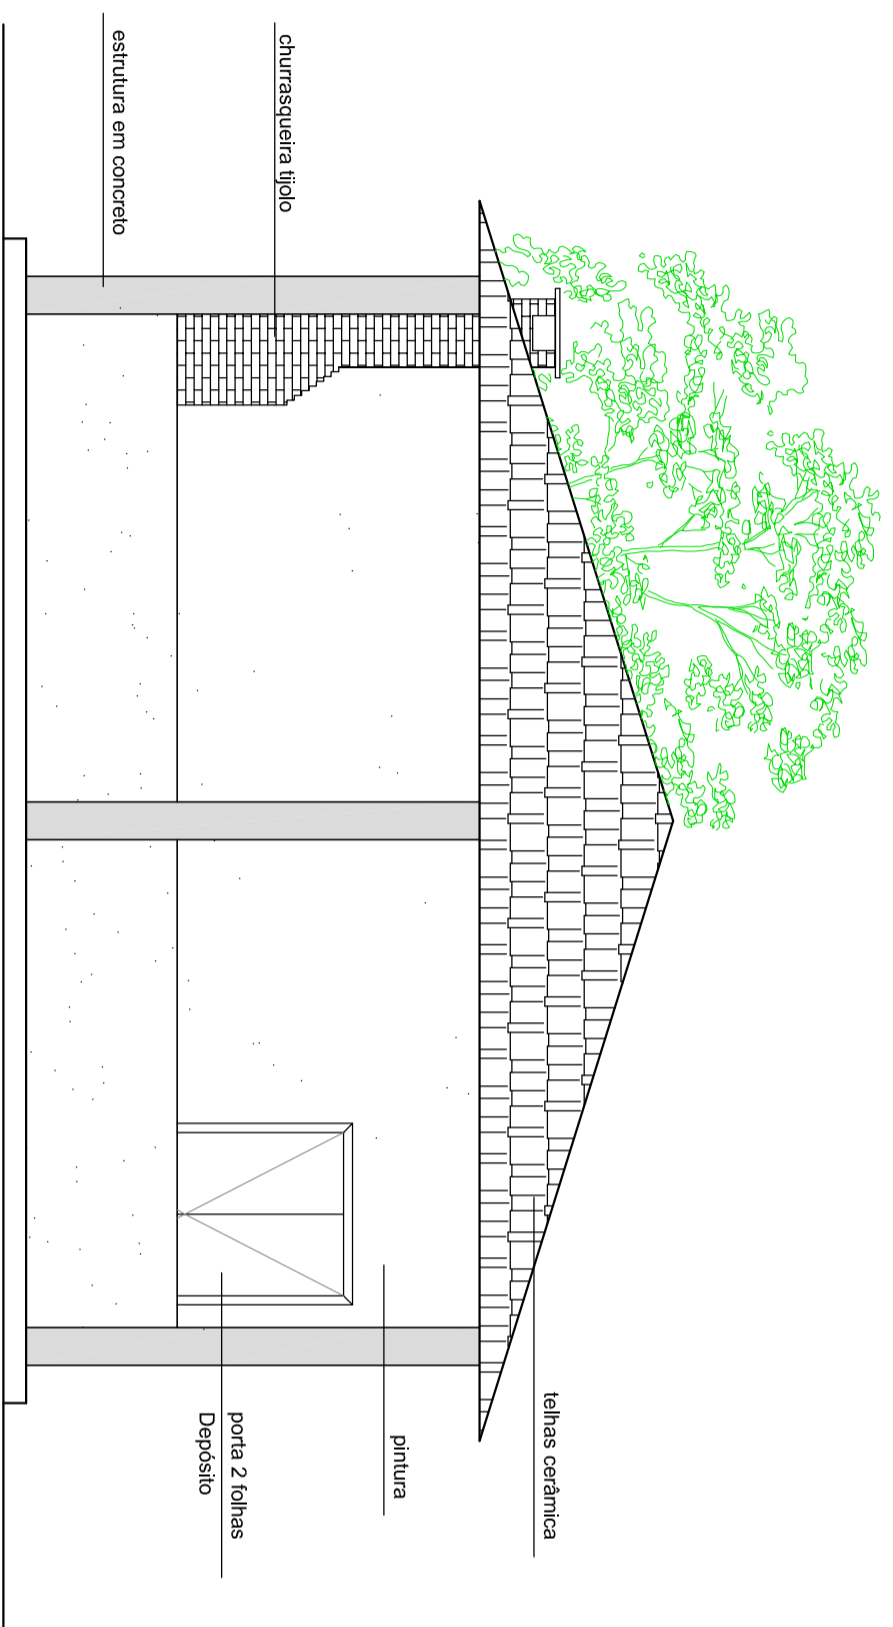 estrutura em concreto
churrasqueira tijolo
telhas cerâmica
pintura
porta 2 folhas
Depósito